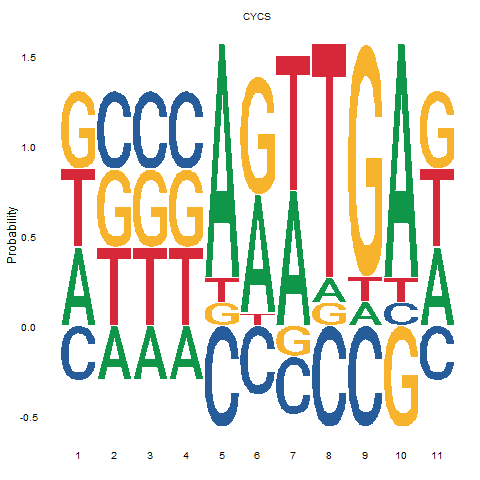 CYCS
1.5
1.0
0.5
0.0
-0.5
Probability
G C C C A G T T G A G
T G G G T A A A T T T
A T T T G T G G A C A
C A A A C C C C C G C
1 2 3 4 5 6 7 8 9 10 11